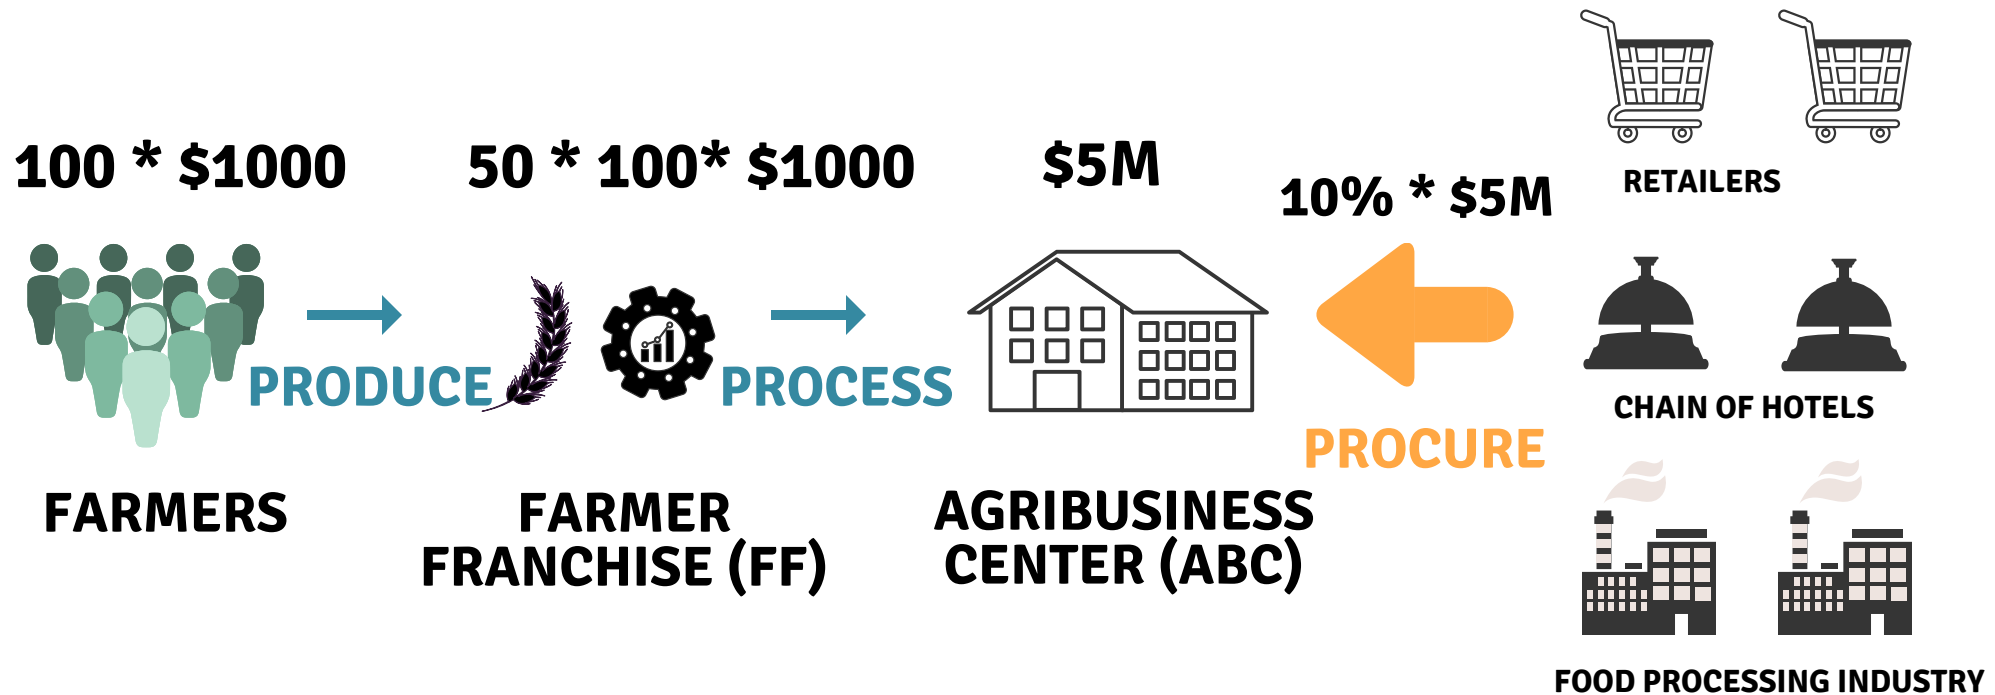 100 * $1000
50 * 100* $1000
$5M
10% * $5M
RETAILERS
PRODUCE
PROCESS
CHAIN OF HOTELS
PROCURE
FARMERS
FARMER
FRANCHISE (FF)
AGRIBUSINESS
CENTER (ABC)
FOOD PROCESSING INDUSTRY